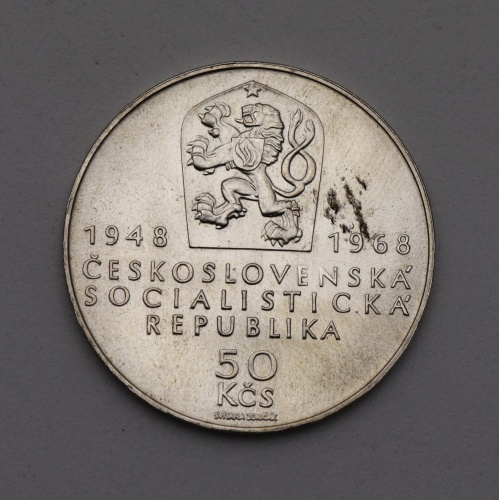 1948 1968
ČESKOSLOVENSKÁ
SOCIALISTICKÁ
REPUBLIKA
50
KČS